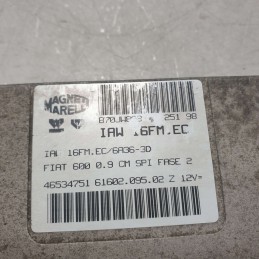 MAGNETI
MARELLI
251 98
IAW 16FM.EC
IAW 16FM.EC/6A36-3D
FIAT 600 0.9 CM SPI FASE 2
46534751 61602.095.02 Z 12V=